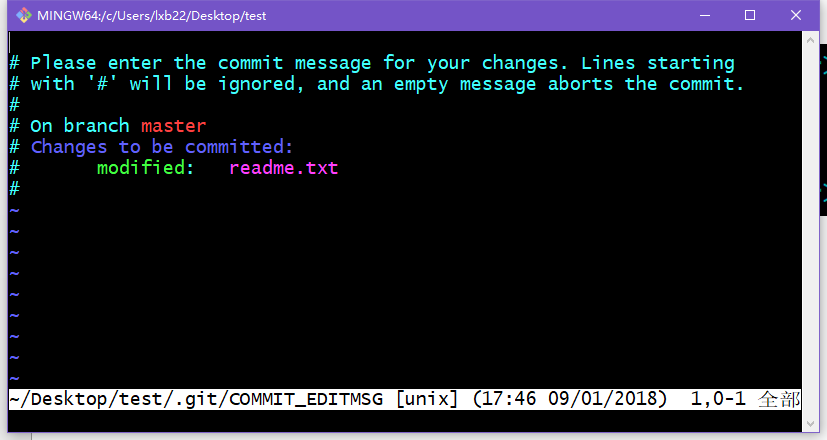 MINGW64:/c/Users/lxb22/Desktop/test
# Please enter the commit message for your changes. Lines starting
# with '#' will be ignored, and an empty message aborts the commit.
#
# On branch master
# Changes to be committed:
#       modified:   readme.txt
#
~
~
~
~
~
~
~
~
~
~/Desktop/test/.git/COMMIT_EDITMSG [unix] (17:46 09/01/2018)  1,0-1 全部